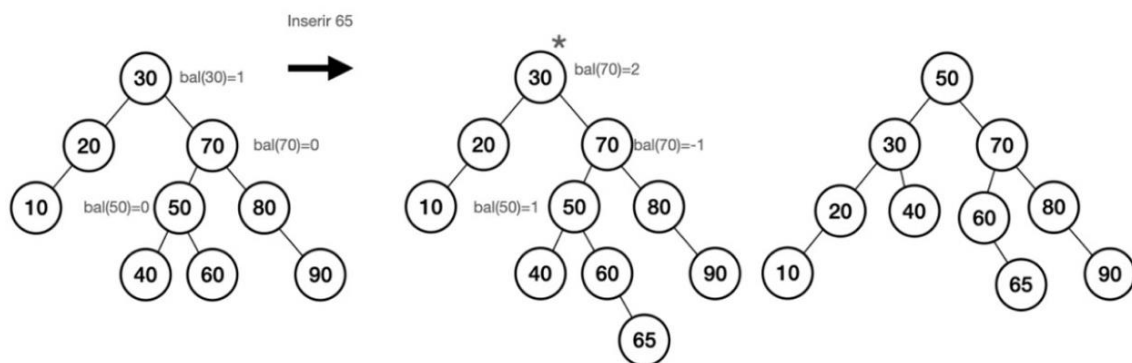 Inserir 65
*
30 bal(30)=1
20 70 bal(70)=0
10 bal(50)=0 50 80
40 60 90
30 bal(70)=2
20 70 bal(70)=-1
10 bal(50)=1 50 80
40 60 90
65
50
30 70
20 40 60 80
10 65 90